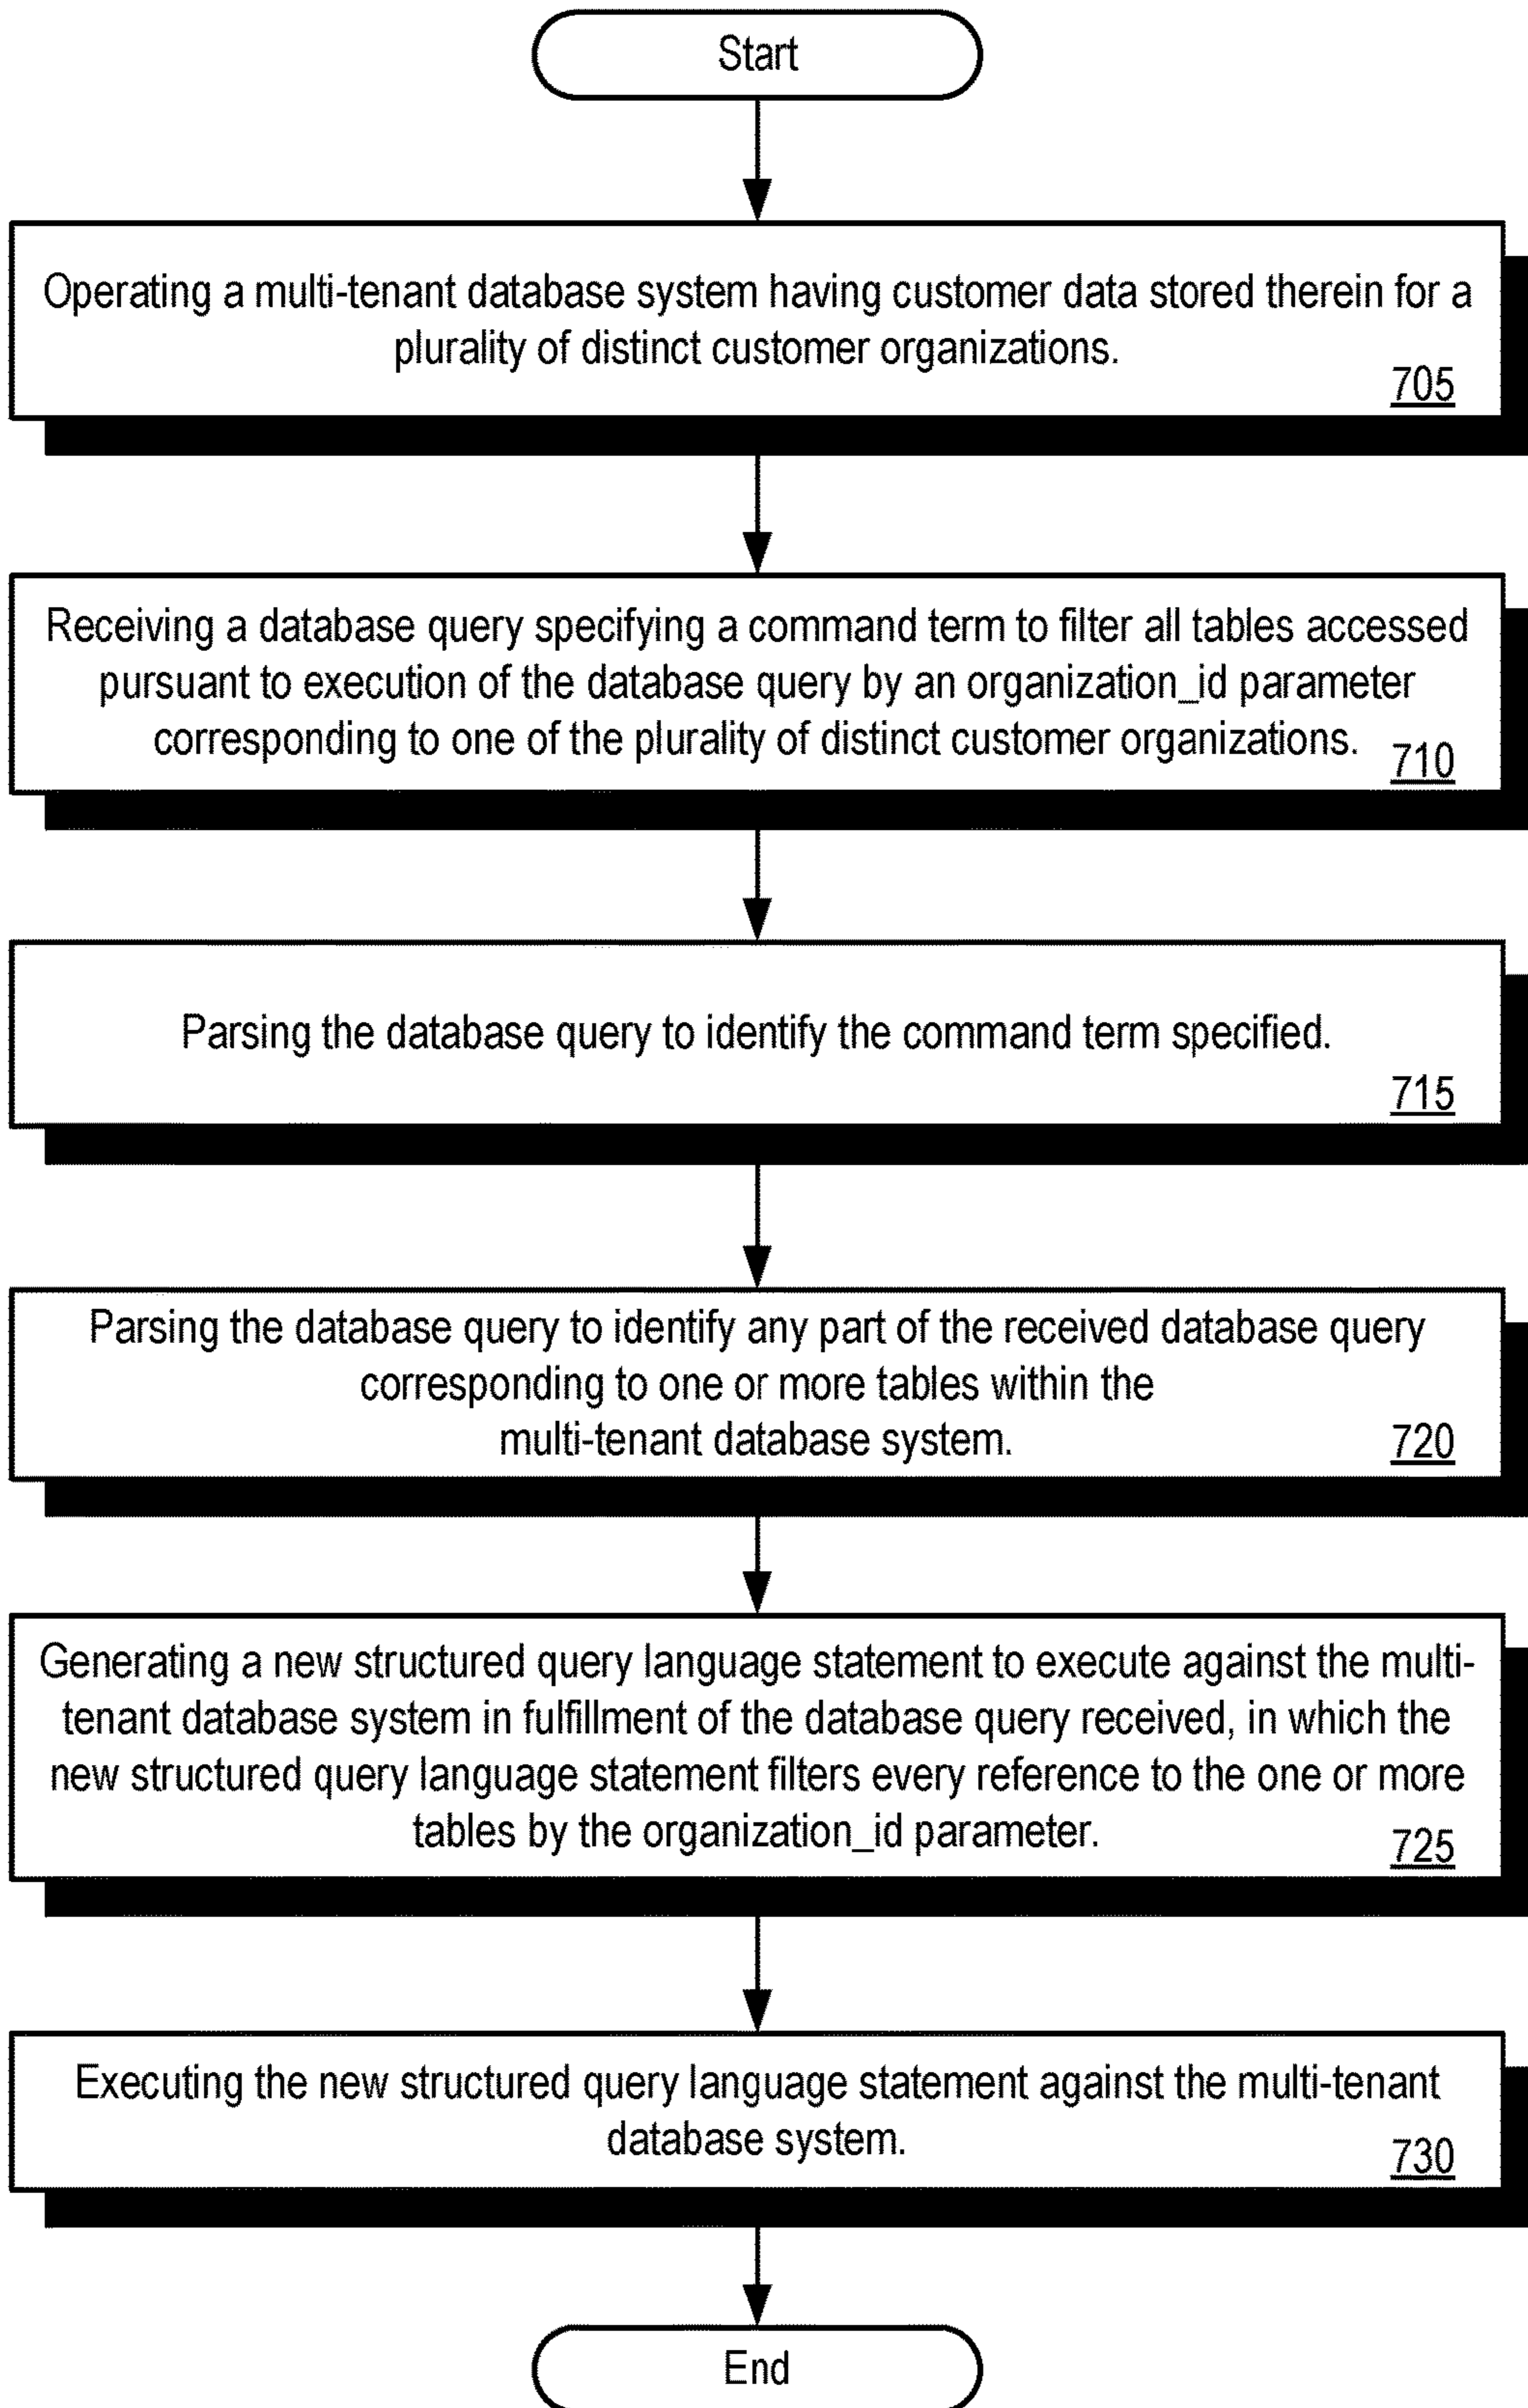 Start
Operating a multi-tenant database system having customer data stored therein for a
plurality of distinct customer organizations.
705
Receiving a database query specifying a command term to filter all tables accessed
pursuant to execution of the database query by an organization_id parameter
corresponding to one of the plurality of distinct customer organizations.
710
Parsing the database query to identify the command term specified.
715
Parsing the database query to identify any part of the received database query
corresponding to one or more tables within the
multi-tenant database system.
720
Generating a new structured query language statement to execute against the multi-
tenant database system in fulfillment of the database query received, in which the
new structured query language statement filters every reference to the one or more
tables by the organization_id parameter.
725
Executing the new structured query language statement against the multi-tenant
database system.
730
End